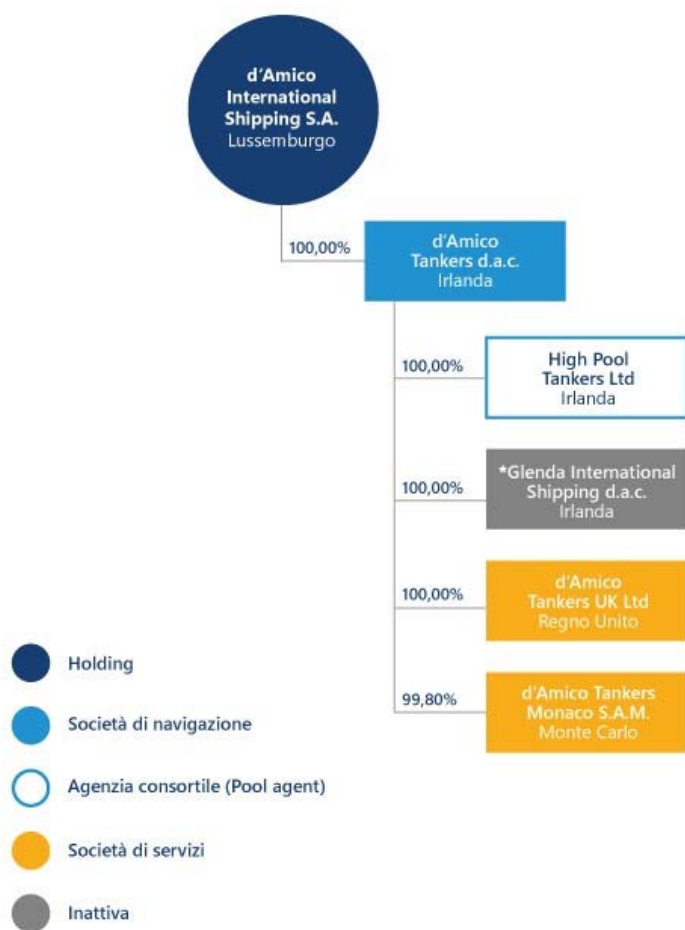 d'Amico
International
Shipping S.A.
Lussemburgo
100,00%
d'Amico
Tankers d.a.c.
Irlanda
100,00%
High Pool
Tankers Ltd
Irlanda
100,00%
*Glenda International
Shipping d.a.c.
Irlanda
100,00%
d'Amico
Tankers UK Ltd
Regno Unito
99,80%
d'Amico Tankers
Monaco S.A.M.
Monte Carlo
Holding
Società di navigazione
Agenzia consortile (Pool agent)
Società di servizi
Inattiva